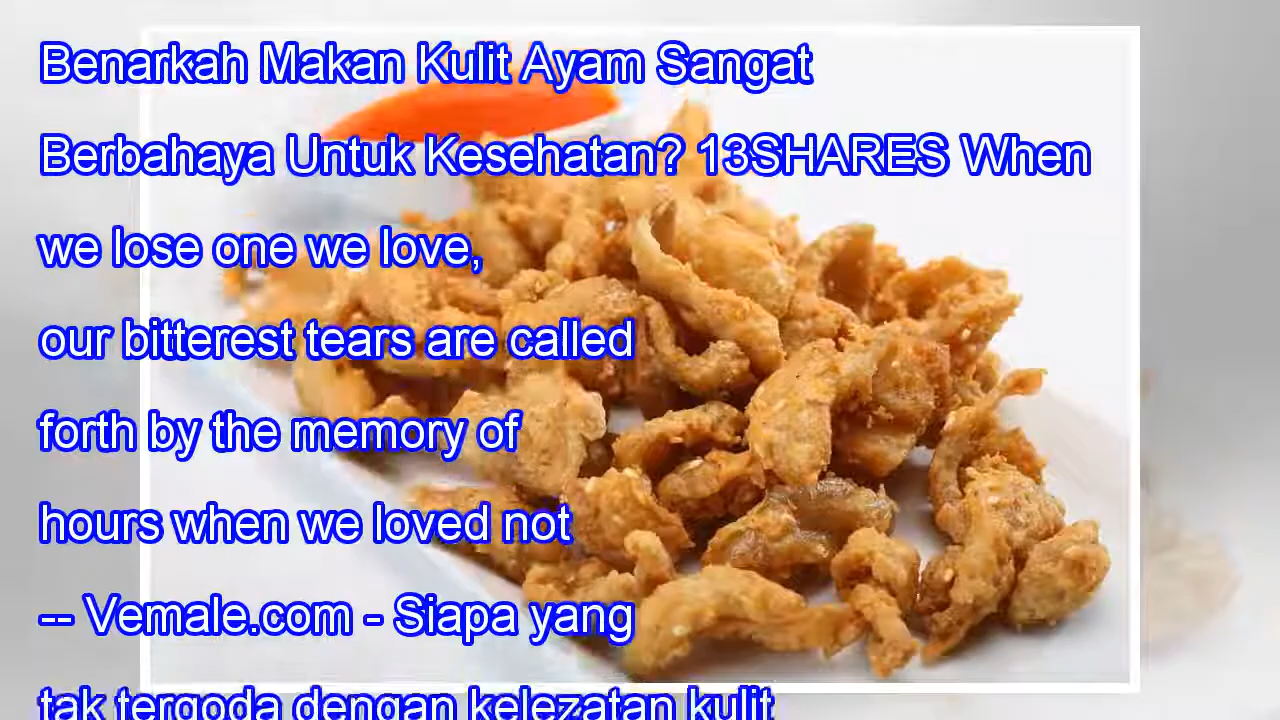 Benarkah Makan Kulit Ayam Sangat
Berbahaya Untuk Kesehatan? 13SHARES When
we lose one we love,
our bitterest tears are called
forth by the memory of
hours when we loved not
-- Vemale.com - Siapa yang
tak tergoda dengan kelezatan kulit